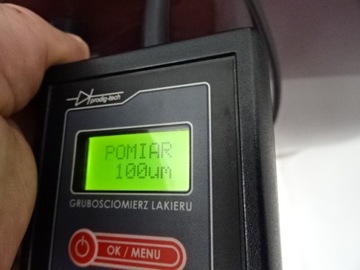 prodig-tech
POMIAR
100um
GRUBOSCIOMIERZ LAKIERU
OK / MENU